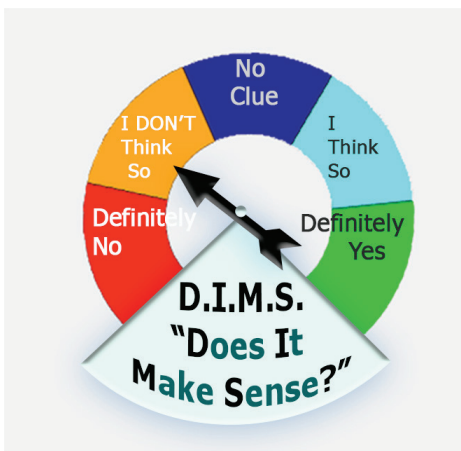 No
Clue
I DON'T
Think
So
I
Think
So
Definitely
No
Definitely
Yes
D.I.M.S.
"Does It
Make Sense?"